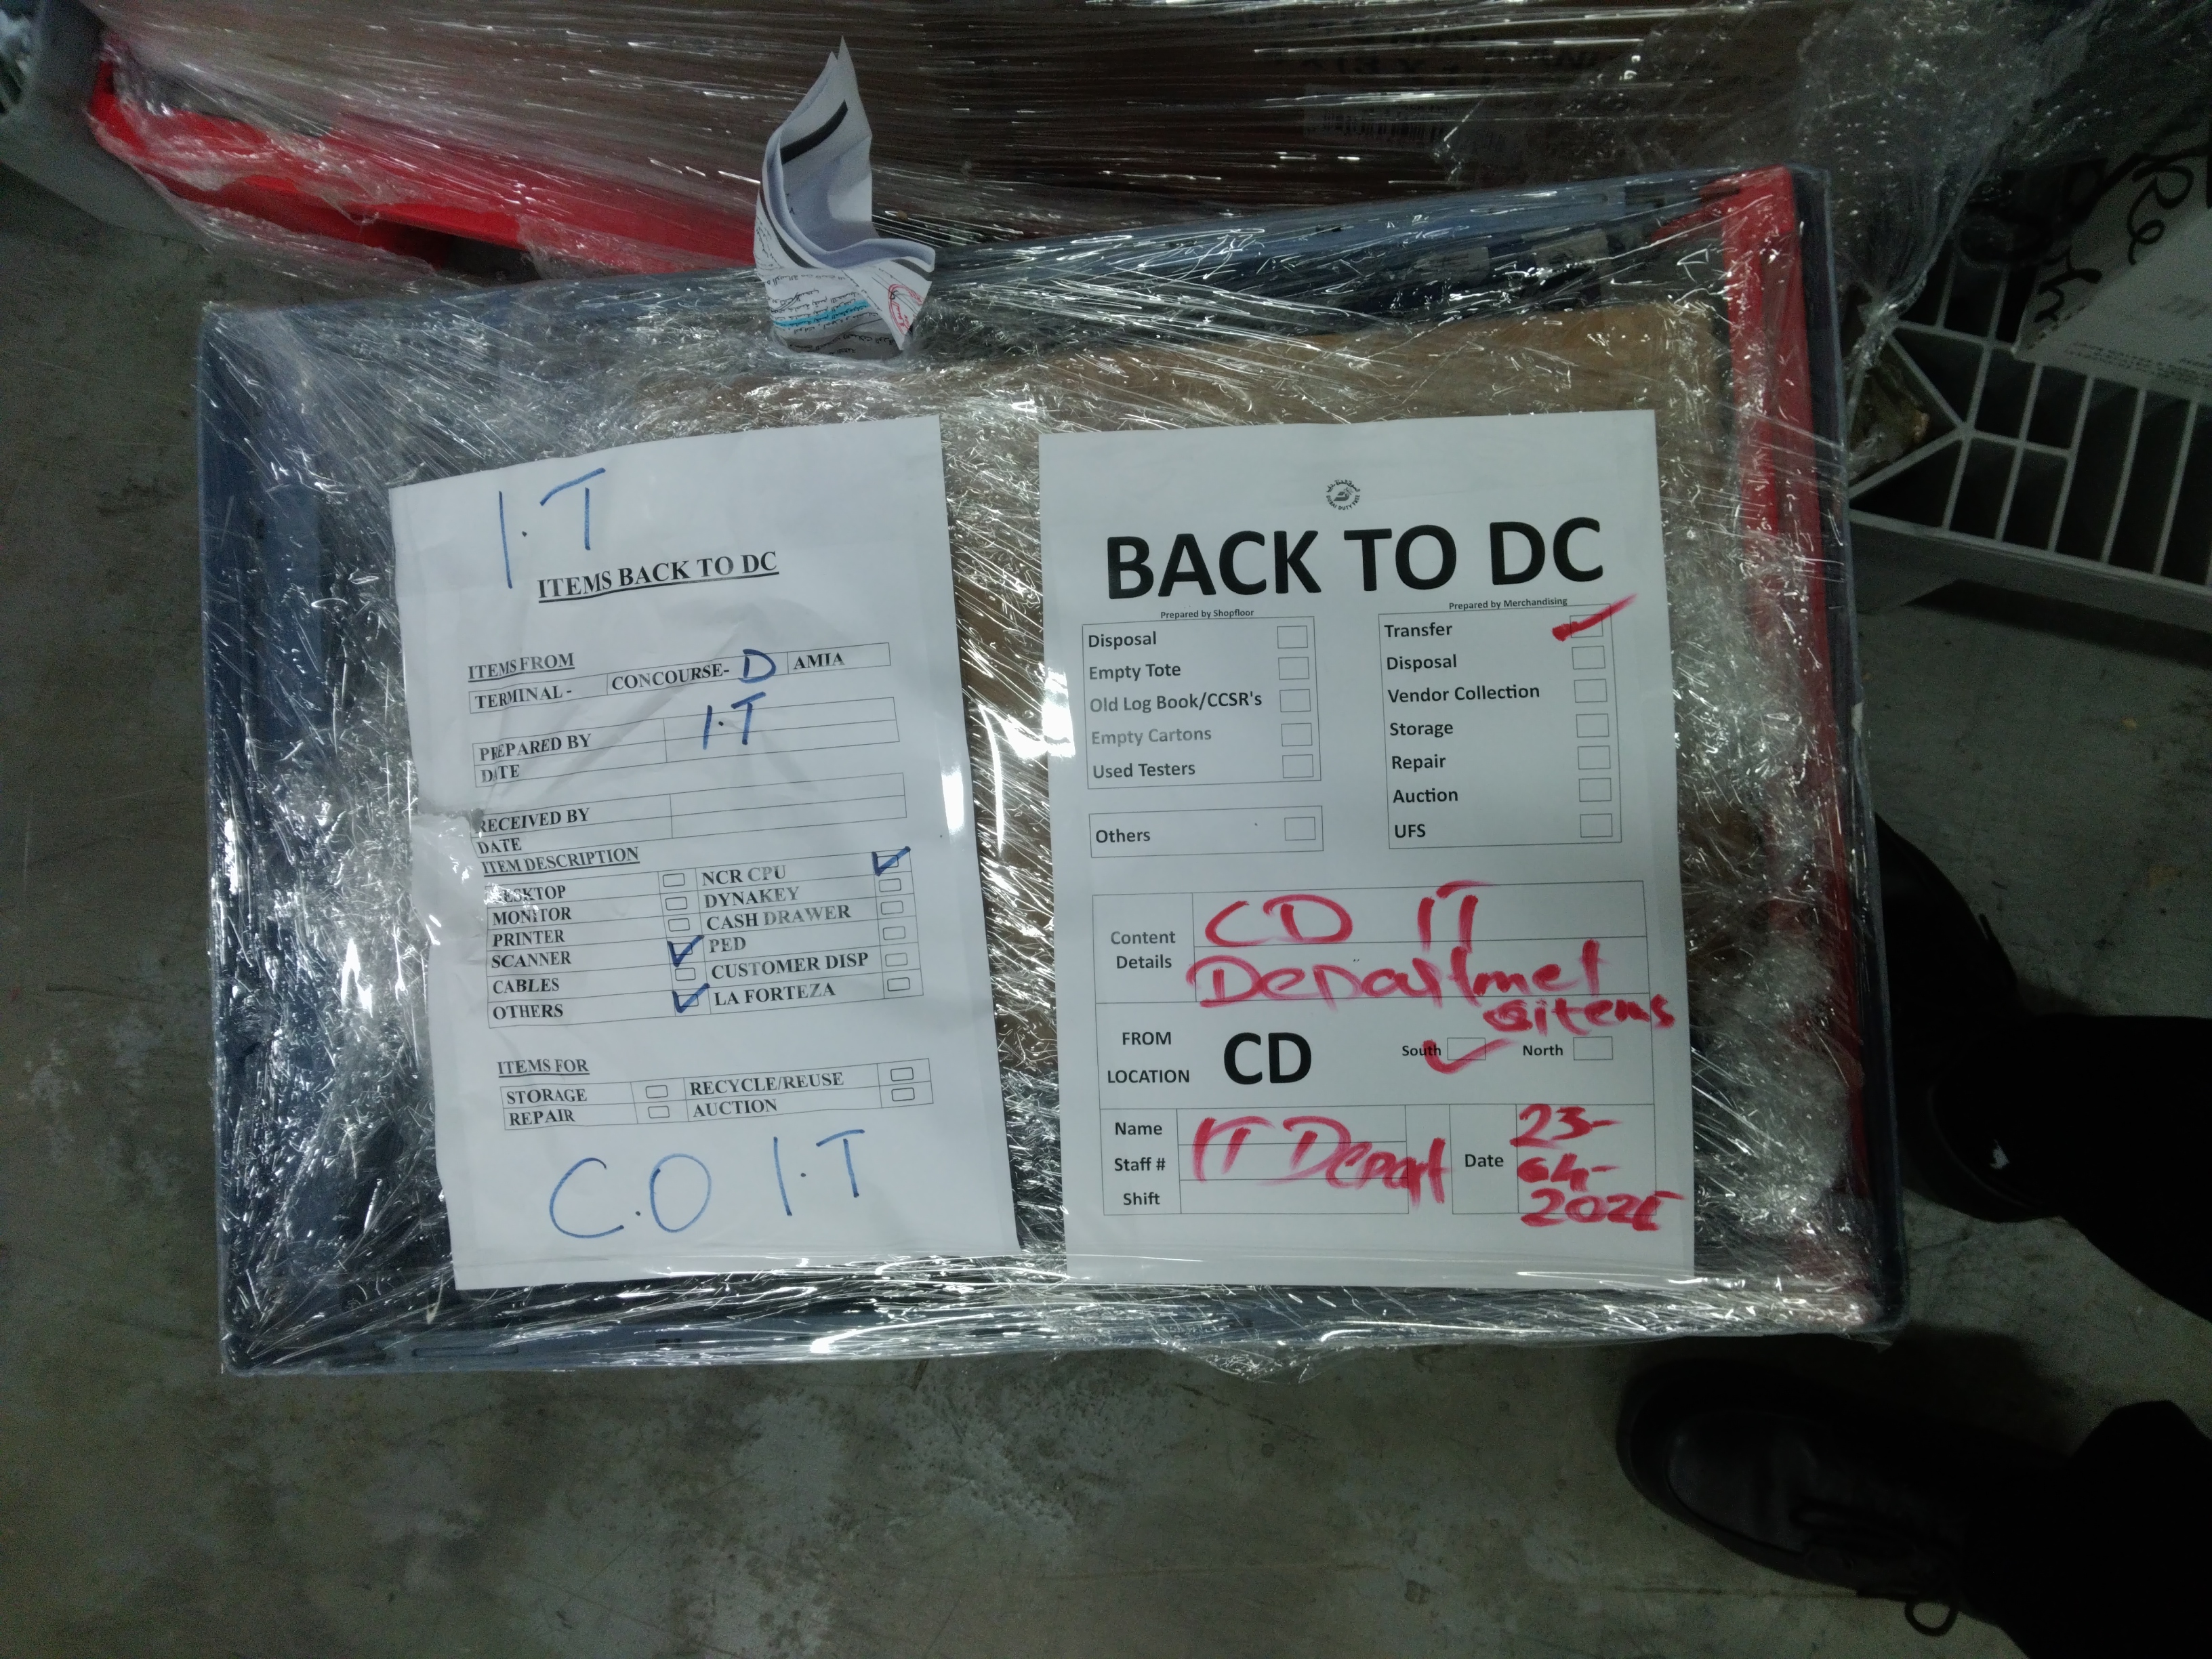 I.T
ITEMS BACK TO DC
ITEMS FROM
TERMINAL - CONCOURSE- D AMIA
PREPARED BY I.T
DATE
RECEIVED BY
DATE
ITEM DESCRIPTION
DESKTOP NCR CPU
MONITOR DYNAKEY
PRINTER CASH DRAWER
SCANNER PED
CABLES CUSTOMER DISP
OTHERS LA FORTEZA
ITEMS FOR
STORAGE RECYCLE/REUSE
REPAIR AUCTION
C.D I.T
BACK TO DC
Prepared by Shopfloor
Disposal
Empty Tote
Old Log Book/CCSR's
Empty Cartons
Used Testers
Others
Prepared by Merchandising
Transfer
Disposal
Vendor Collection
Storage
Repair
Auction
UFS
Content Details
CD IT
Departmet
items
FROM LOCATION CD South North
Name IT Depart
Staff #
Shift
Date 23-
04-